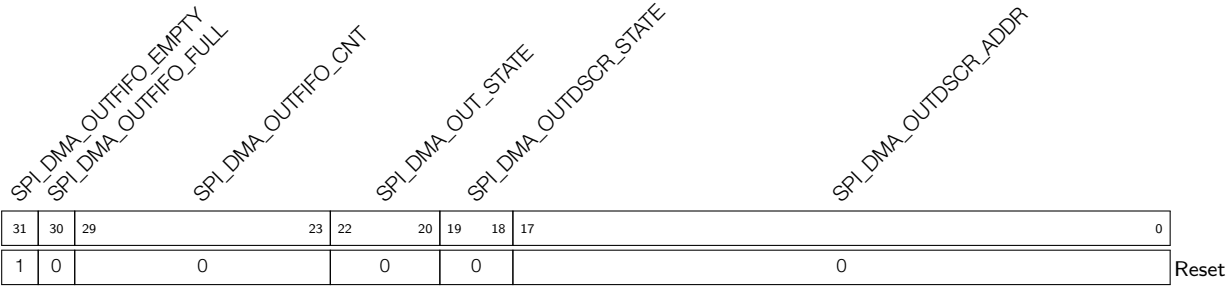 SPI_DMA_OUTFIFO_EMPTY
SPI_DMA_OUTFIFO_FULL
SPI_DMA_OUTFIFO_CNT
SPI_DMA_OUT_STATE
SPI_DMA_OUTDSCR_STATE
SPI_DMA_OUTDSCR_ADDR
31 30 29 23 22 20 19 18 17 0
1 0 0 0 0 0 Reset